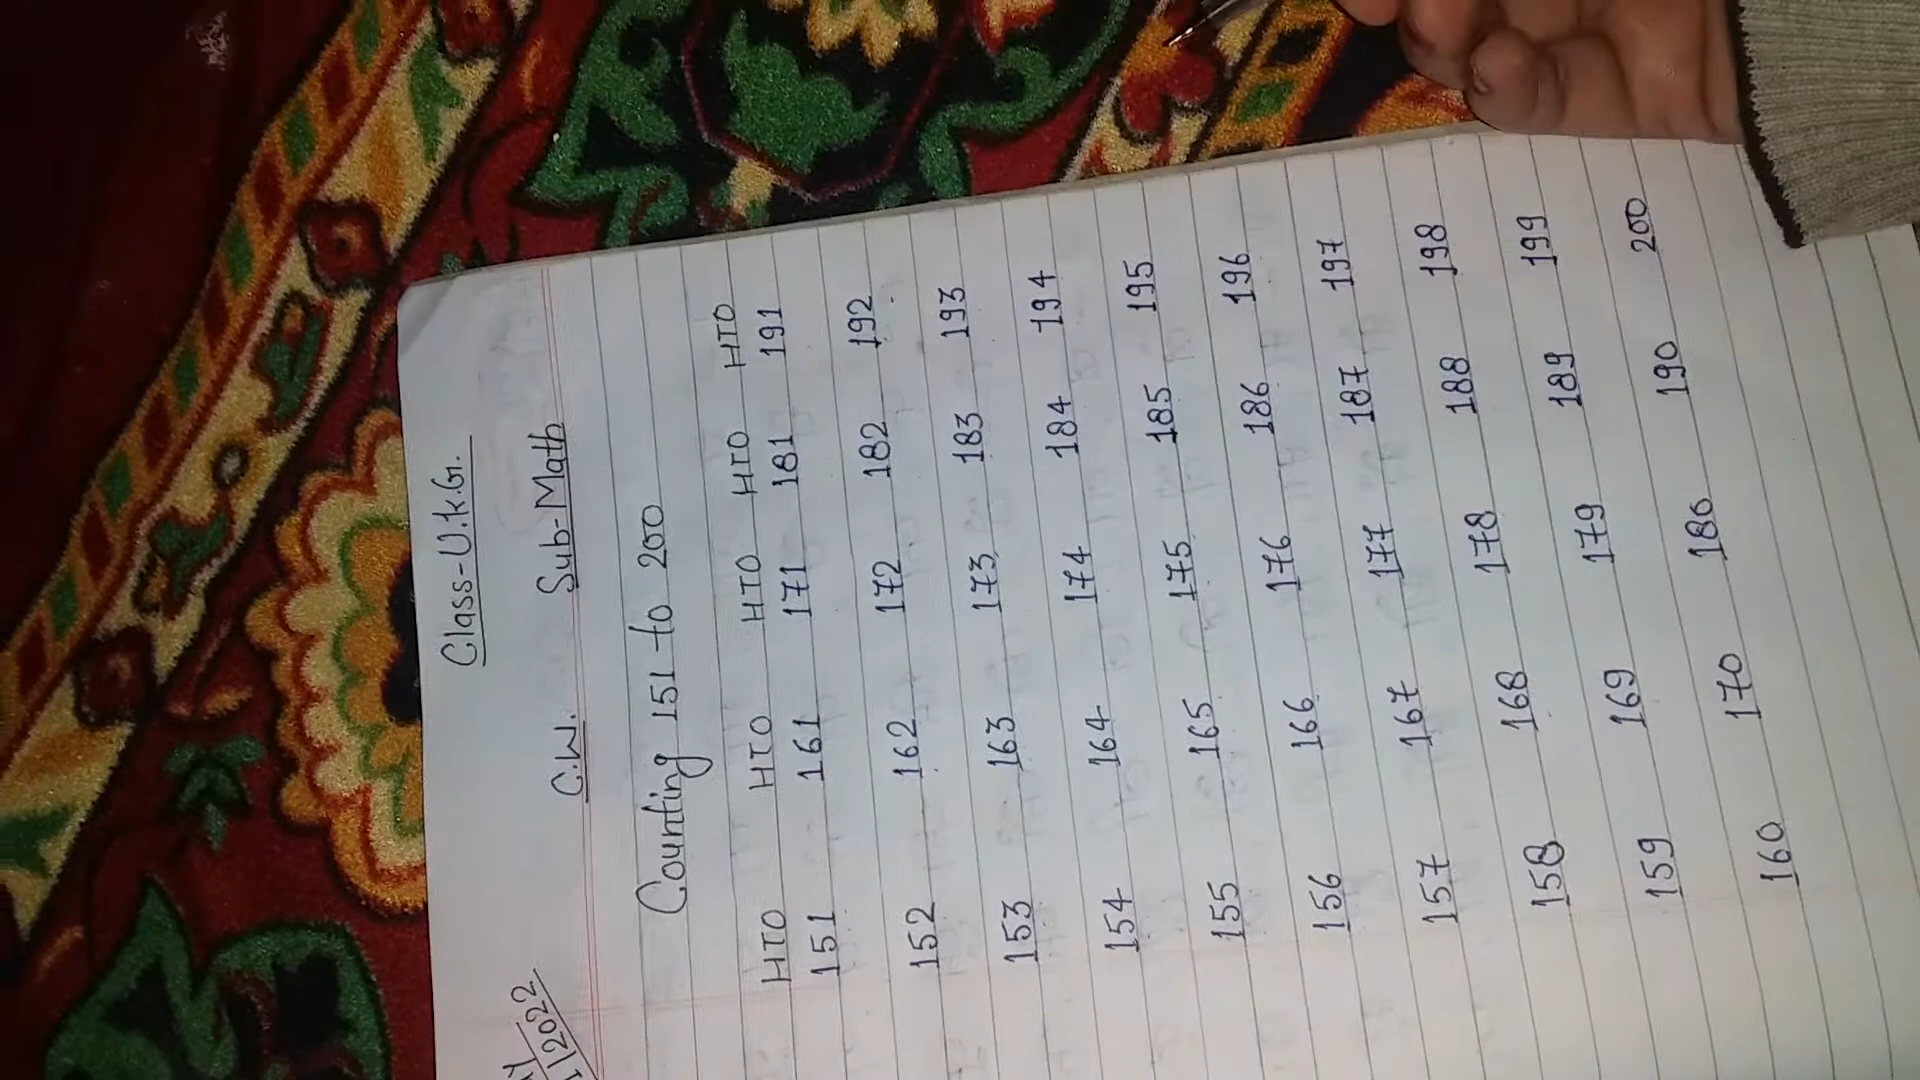 Class-U.K.G.
C.W. Sub-Math
2022
Counting 151 to 200
HTO HTO HTO HTO HTO
151 161 171 181 191
152 162 172 182 192
153 163 173 183 193
154 164 174 184 194
155 165 175 185 195
156 166 176 186 196
157 167 177 187 197
158 168 178 188 198
159 169 179 189 199
160 170 180 190 200